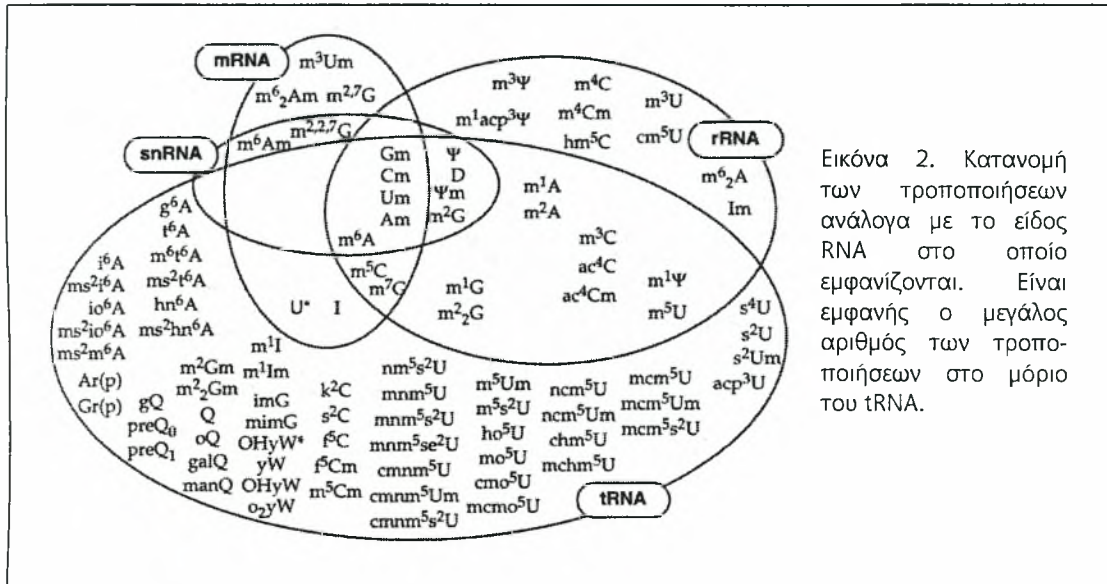 mRNA
m³Um
m⁶₂Am m²,⁷G
m²,²,⁷G
m⁶Am
snRNA
m³Ψ
m⁴C
m³U
m¹acp³Ψ
m⁴Cm
hm⁵C
cm⁵U
rRNA
m⁶₂A
Im
Gm Ψ
Cm D
Um Ψm
Am m²G
m⁶A
m¹A
m²A
m³C
ac⁴C
ac⁴Cm
m¹Ψ
m⁵U
m⁵C
m⁷G
m¹G
m²₂G
U* I
g⁶A
t⁶A
m⁶t⁶A
ms²t⁶A
hn⁶A
ms²hn⁶A
i⁶A
ms²i⁶A
io⁶A
ms²io⁶A
ms²m⁶A
Ar(p)
Gr(p)
gQ
preQ₀
preQ₁
m²Gm
m²₂Gm
Q
oQ
galQ
manQ
m¹I
m¹Im
imG
mimG
OHyW*
yW
OHyW
o₂yW
k²C
s²C
f⁵C
f⁵Cm
m⁵Cm
nm⁵s²U
mnm⁵U
mnm⁵s²U
mnm⁵se²U
cmnm⁵U
cmnm⁵Um
cmnm⁵s²U
m⁵Um
m⁵s²U
ho⁵U
mo⁵U
cmo⁵U
mcmo⁵U
ncm⁵U
ncm⁵Um
chm⁵U
mchm⁵U
mcm⁵U
mcm⁵Um
mcm⁵s²U
s⁴U
s²U
s²Um
acp³U
tRNA
Εικόνα 2. Κατανομή
των τροποποιήσεων
ανάλογα με το είδος
RNA στο οποίο
εμφανίζονται. Είναι
εμφανής ο μεγάλος
αριθμός των τροπο-
ποιήσεων στο μόριο
του tRNA.